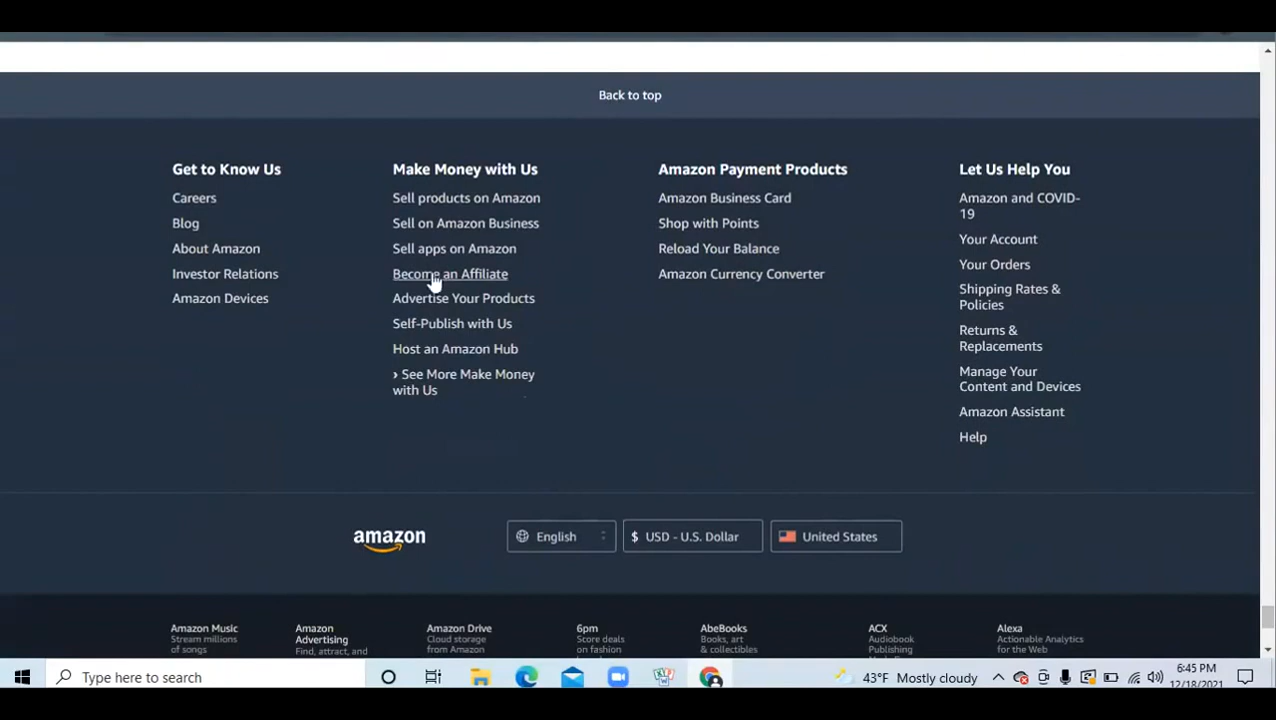 Back to top
Get to Know Us
Careers
Blog
About Amazon
Investor Relations
Amazon Devices
Make Money with Us
Sell products on Amazon
Sell on Amazon Business
Sell apps on Amazon
Become an Affiliate
Advertise Your Products
Self-Publish with Us
Host an Amazon Hub
› See More Make Money
with Us
Amazon Payment Products
Amazon Business Card
Shop with Points
Reload Your Balance
Amazon Currency Converter
Let Us Help You
Amazon and COVID-
19
Your Account
Your Orders
Shipping Rates &
Policies
Returns &
Replacements
Manage Your
Content and Devices
Amazon Assistant
Help
amazon
English
$ USD - U.S. Dollar
United States
Amazon Music
Stream millions
of songs
Amazon
Advertising
Find, attract, and
Amazon Drive
Cloud storage
from Amazon
6pm
Score deals
on fashion
AbeBooks
Books, art
& collectibles
ACX
Audiobook
Publishing
Alexa
Actionable Analytics
for the Web
Type here to search
43°F Mostly cloudy
6:45 PM
12/18/2021